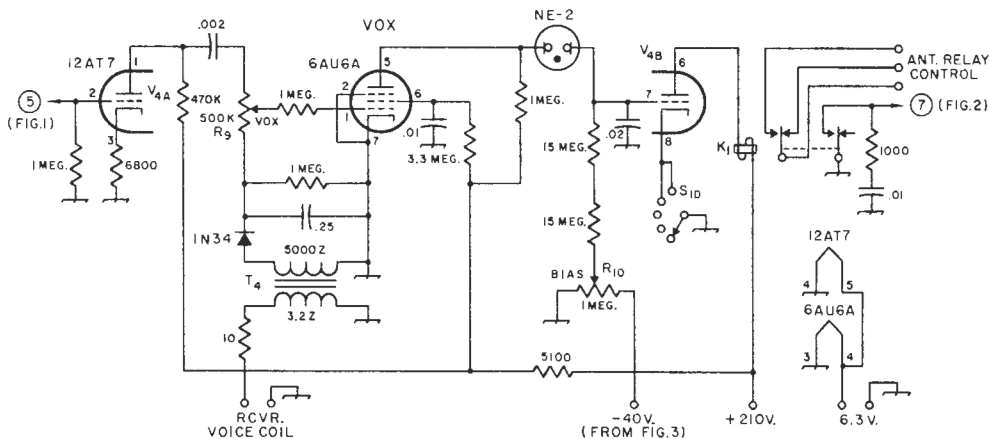 .002
VOX
NE-2
12AT7
1
V4A
5
(FIG.1)
2
3
1 MEG.
6800
470K
500K
R9
VOX
1 MEG.
6AU6A
5
2
1
6
7
.01
3.3 MEG.
1 MEG.
1 MEG.
.25
1N34
5000Z
T4
3.2Z
10
RCVR.
VOICE COIL
V4B
6
7
8
.02
15 MEG.
15 MEG.
BIAS
R10
1 MEG.
S1D
K1
5100
-40V.
(FROM FIG.3)
+210V.
ANT. RELAY
CONTROL
7
(FIG.2)
1000
.01
12AT7
4
5
6AU6A
3
4
6.3V.